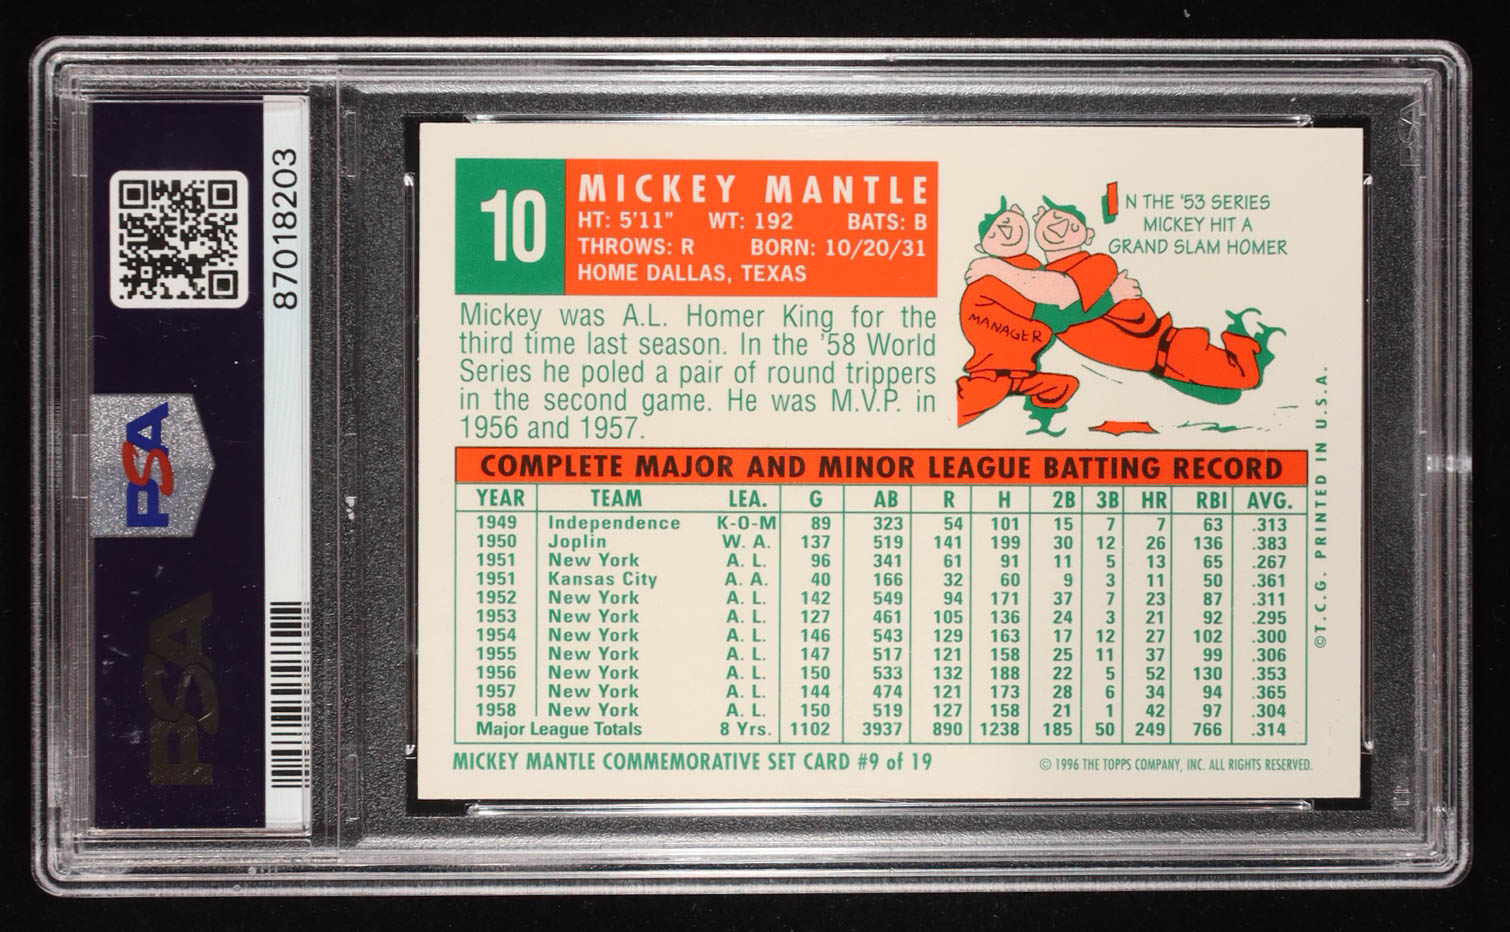 87018203
PSA
PSA
10
MICKEY MANTLE
HT: 5'11" WT: 192 BATS: B
THROWS: R BORN: 10/20/31
HOME DALLAS, TEXAS
IN THE '53 SERIES
MICKEY HIT A
GRAND SLAM HOMER
MANAGER
Mickey was A.L. Homer King for the
third time last season. In the '58 World
Series he poled a pair of round trippers
in the second game. He was M.V.P. in
1956 and 1957.
COMPLETE MAJOR AND MINOR LEAGUE BATTING RECORD
YEAR TEAM LEA. G AB R H 2B 3B HR RBI AVG.
1949 Independence K-O-M 89 323 54 101 15 7 7 63 .313
1950 Joplin W. A. 137 519 141 199 30 12 26 136 .383
1951 New York A. L. 96 341 61 91 11 5 13 65 .267
1951 Kansas City A. A. 40 166 32 60 9 3 11 50 .361
1952 New York A. L. 142 549 94 171 37 7 23 87 .311
1953 New York A. L. 127 461 105 136 24 3 21 92 .295
1954 New York A. L. 146 543 129 163 17 12 27 102 .300
1955 New York A. L. 147 517 121 158 25 11 37 99 .306
1956 New York A. L. 150 533 132 188 22 5 52 130 .353
1957 New York A. L. 144 474 121 173 28 6 34 94 .365
1958 New York A. L. 150 519 127 158 21 1 42 97 .304
Major League Totals 8 Yrs. 1102 3937 890 1238 185 50 249 766 .314
MICKEY MANTLE COMMEMORATIVE SET CARD #9 of 19
© 1996 THE TOPPS COMPANY, INC. ALL RIGHTS RESERVED.
©T.C.G. PRINTED IN U.S.A.
PSA